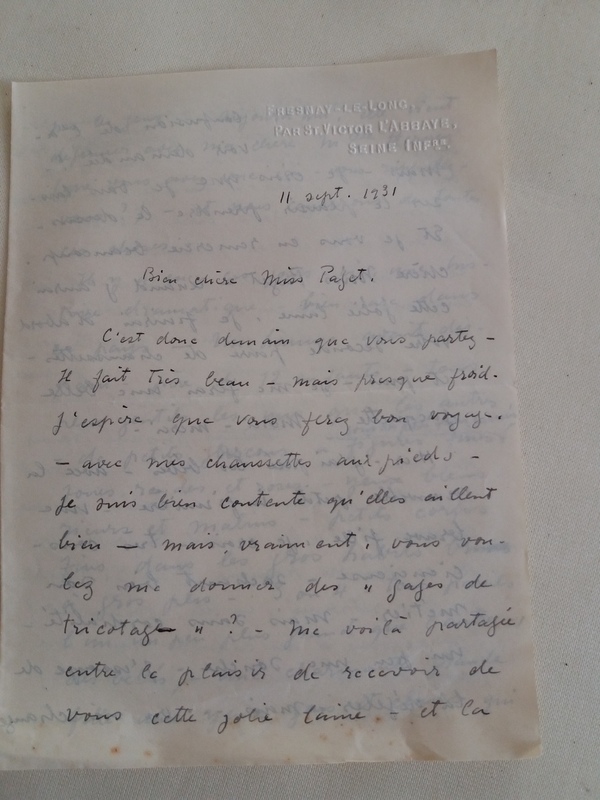 FRESNAY-LE-LONG,
PAR ST. VICTOR L'ABBAYE,
SEINE INFRE.
11 sept. 1931
Bien chère Miss Paget.
C'est donc demain que vous partez –
Il fait très beau – mais presque froid.
J'espère que vous ferez bon voyage.
– avec mes chaussettes aux pieds –
Je suis bien contente qu'elles aillent
bien – mais, vraiment, vous vou-
lez me donner des " gages de
tricotage " ? – Me voilà partagée
entre le plaisir de recevoir de
vous cette jolie laine – et la